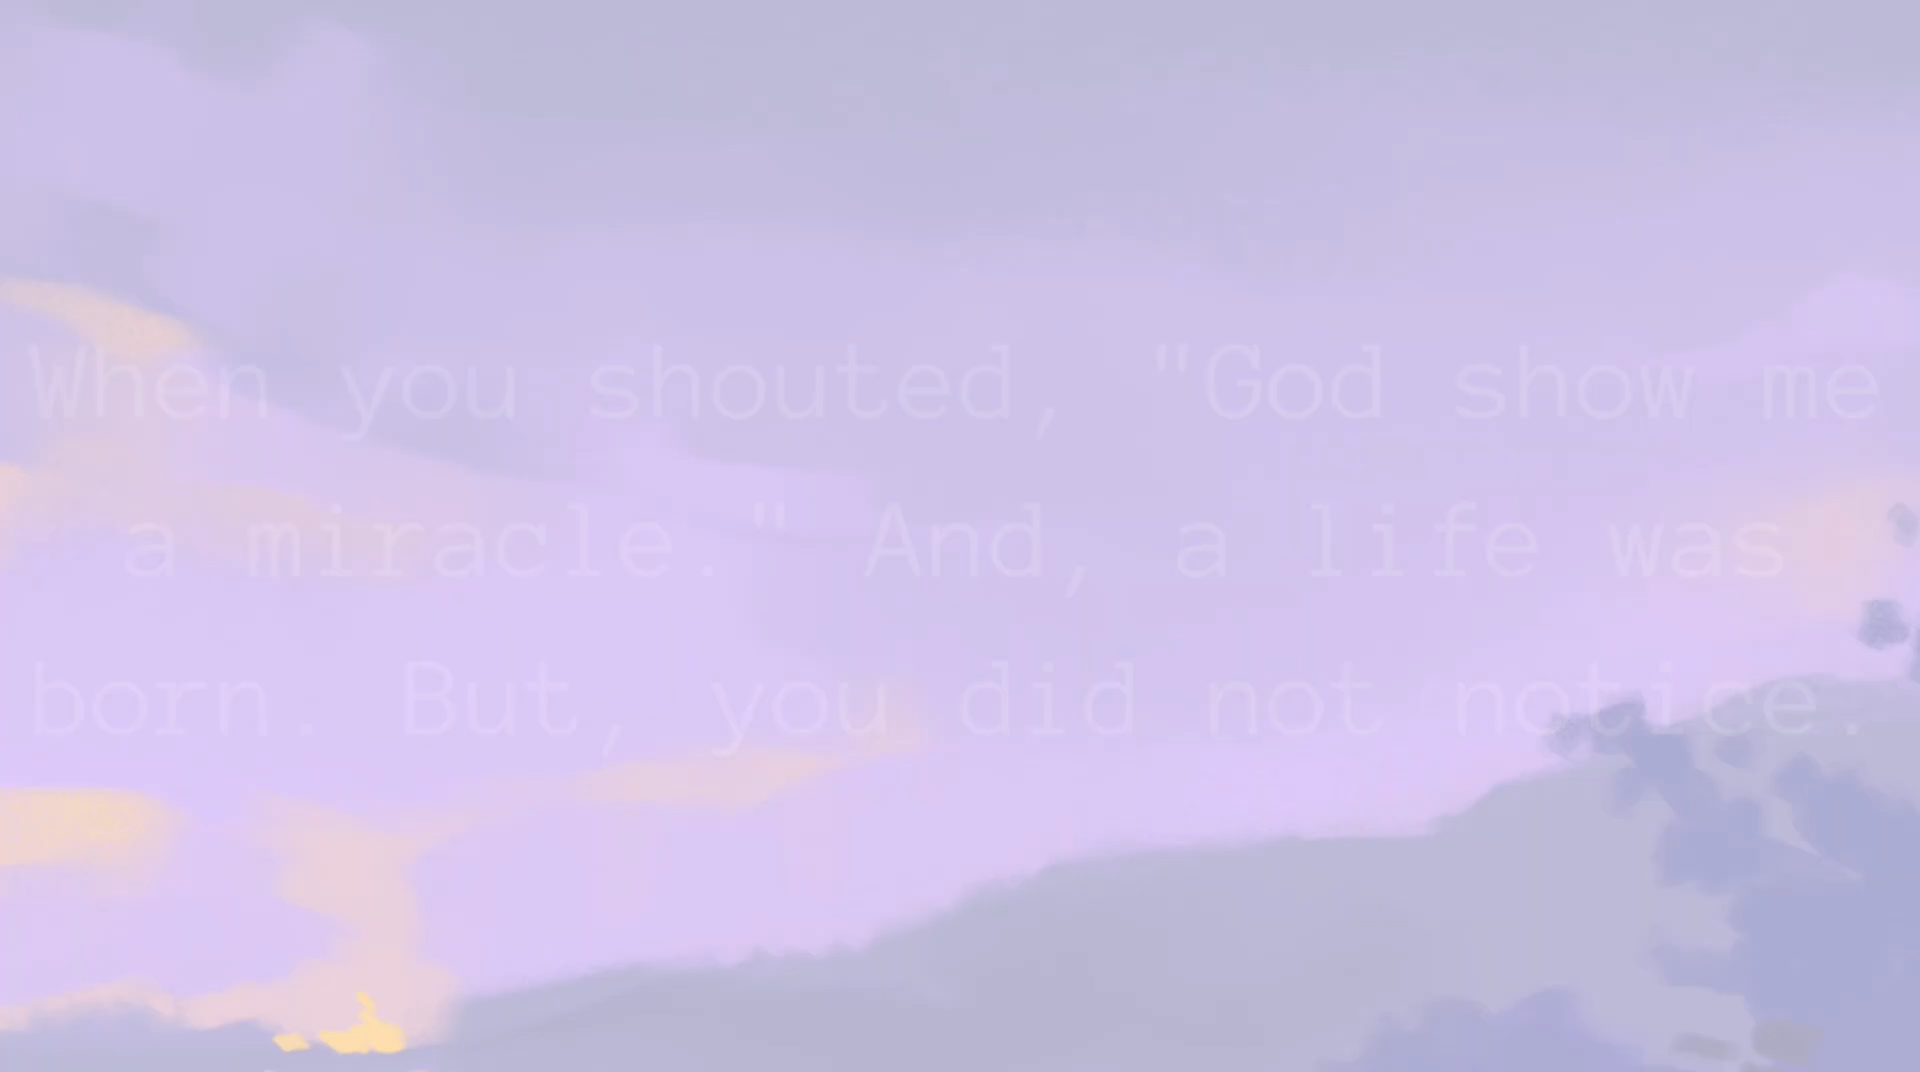 When you shouted, "God show me
a miracle." And, a life was
born. But, you did not notice.